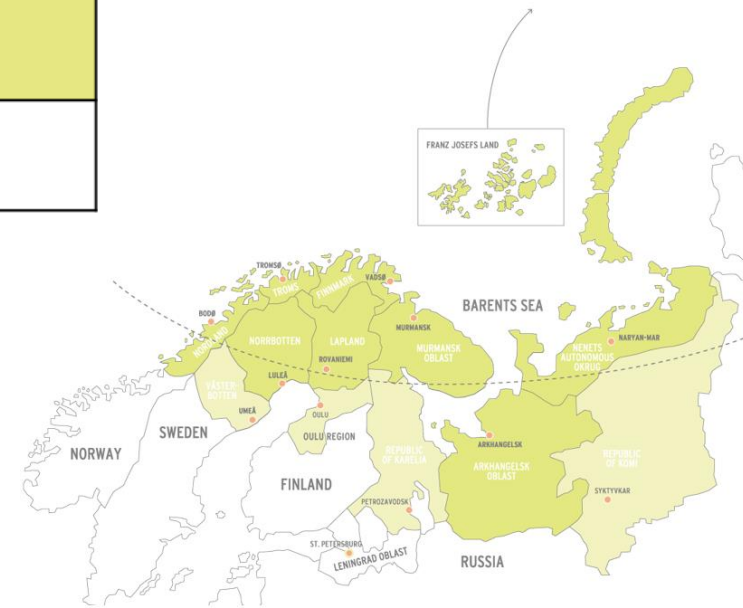 FRANZ JOSEFS LAND
TROMSØ
TROMS
FINNMARK
VADSØ
BARENTS SEA
BODØ
NORDLAND
NORRBOTTEN
LAPLAND
MURMANSK
MURMANSK
OBLAST
NARYAN-MAR
NENETS
AUTONOMOUS
OKRUG
ROVANIEMI
LULEÅ
VÄSTER-
BOTTEN
UMEÅ
OULU
OULU REGION
SWEDEN
NORWAY
FINLAND
REPUBLIC
OF KARELIA
ARKHANGELSK
ARKHANGELSK
OBLAST
REPUBLIC
OF KOMI
SYKTYVKAR
PETROZAVODSK
ST. PETERSBURG
LENINGRAD OBLAST
RUSSIA